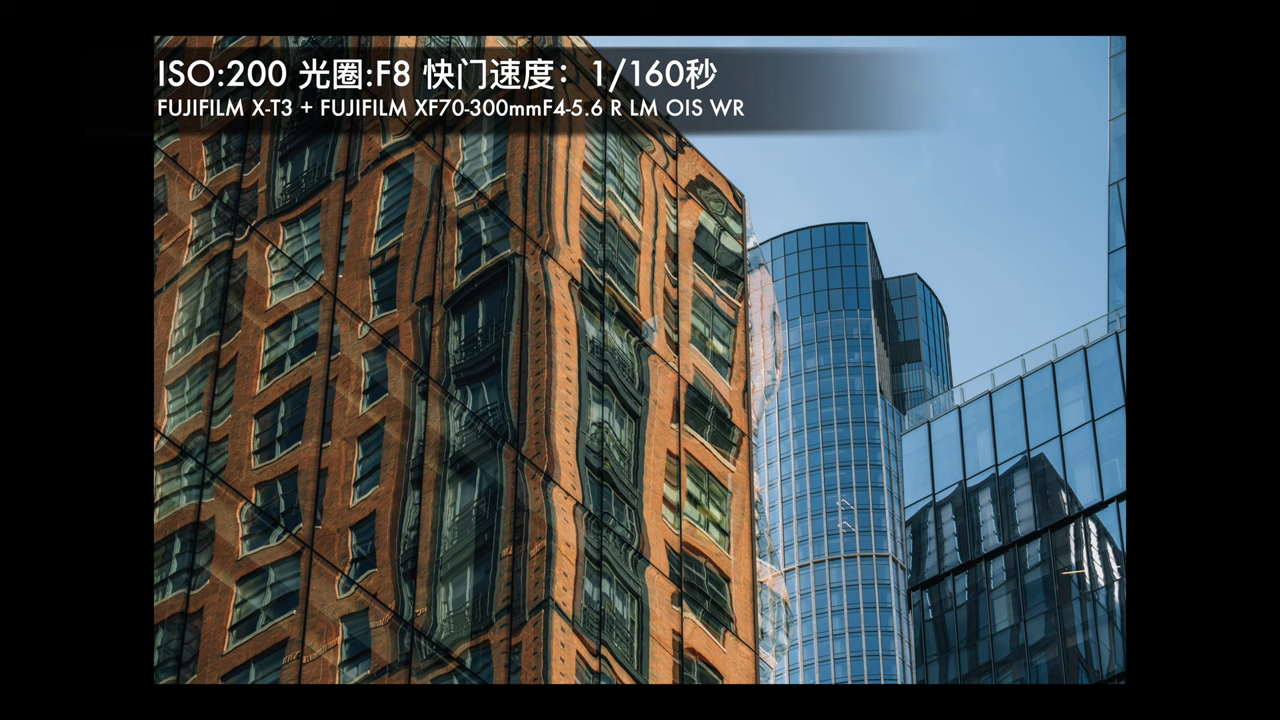 ISO:200 光圈:F8 快门速度：1/160秒
FUJIFILM X-T3 + FUJIFILM XF70-300mmF4-5.6 R LM OIS WR